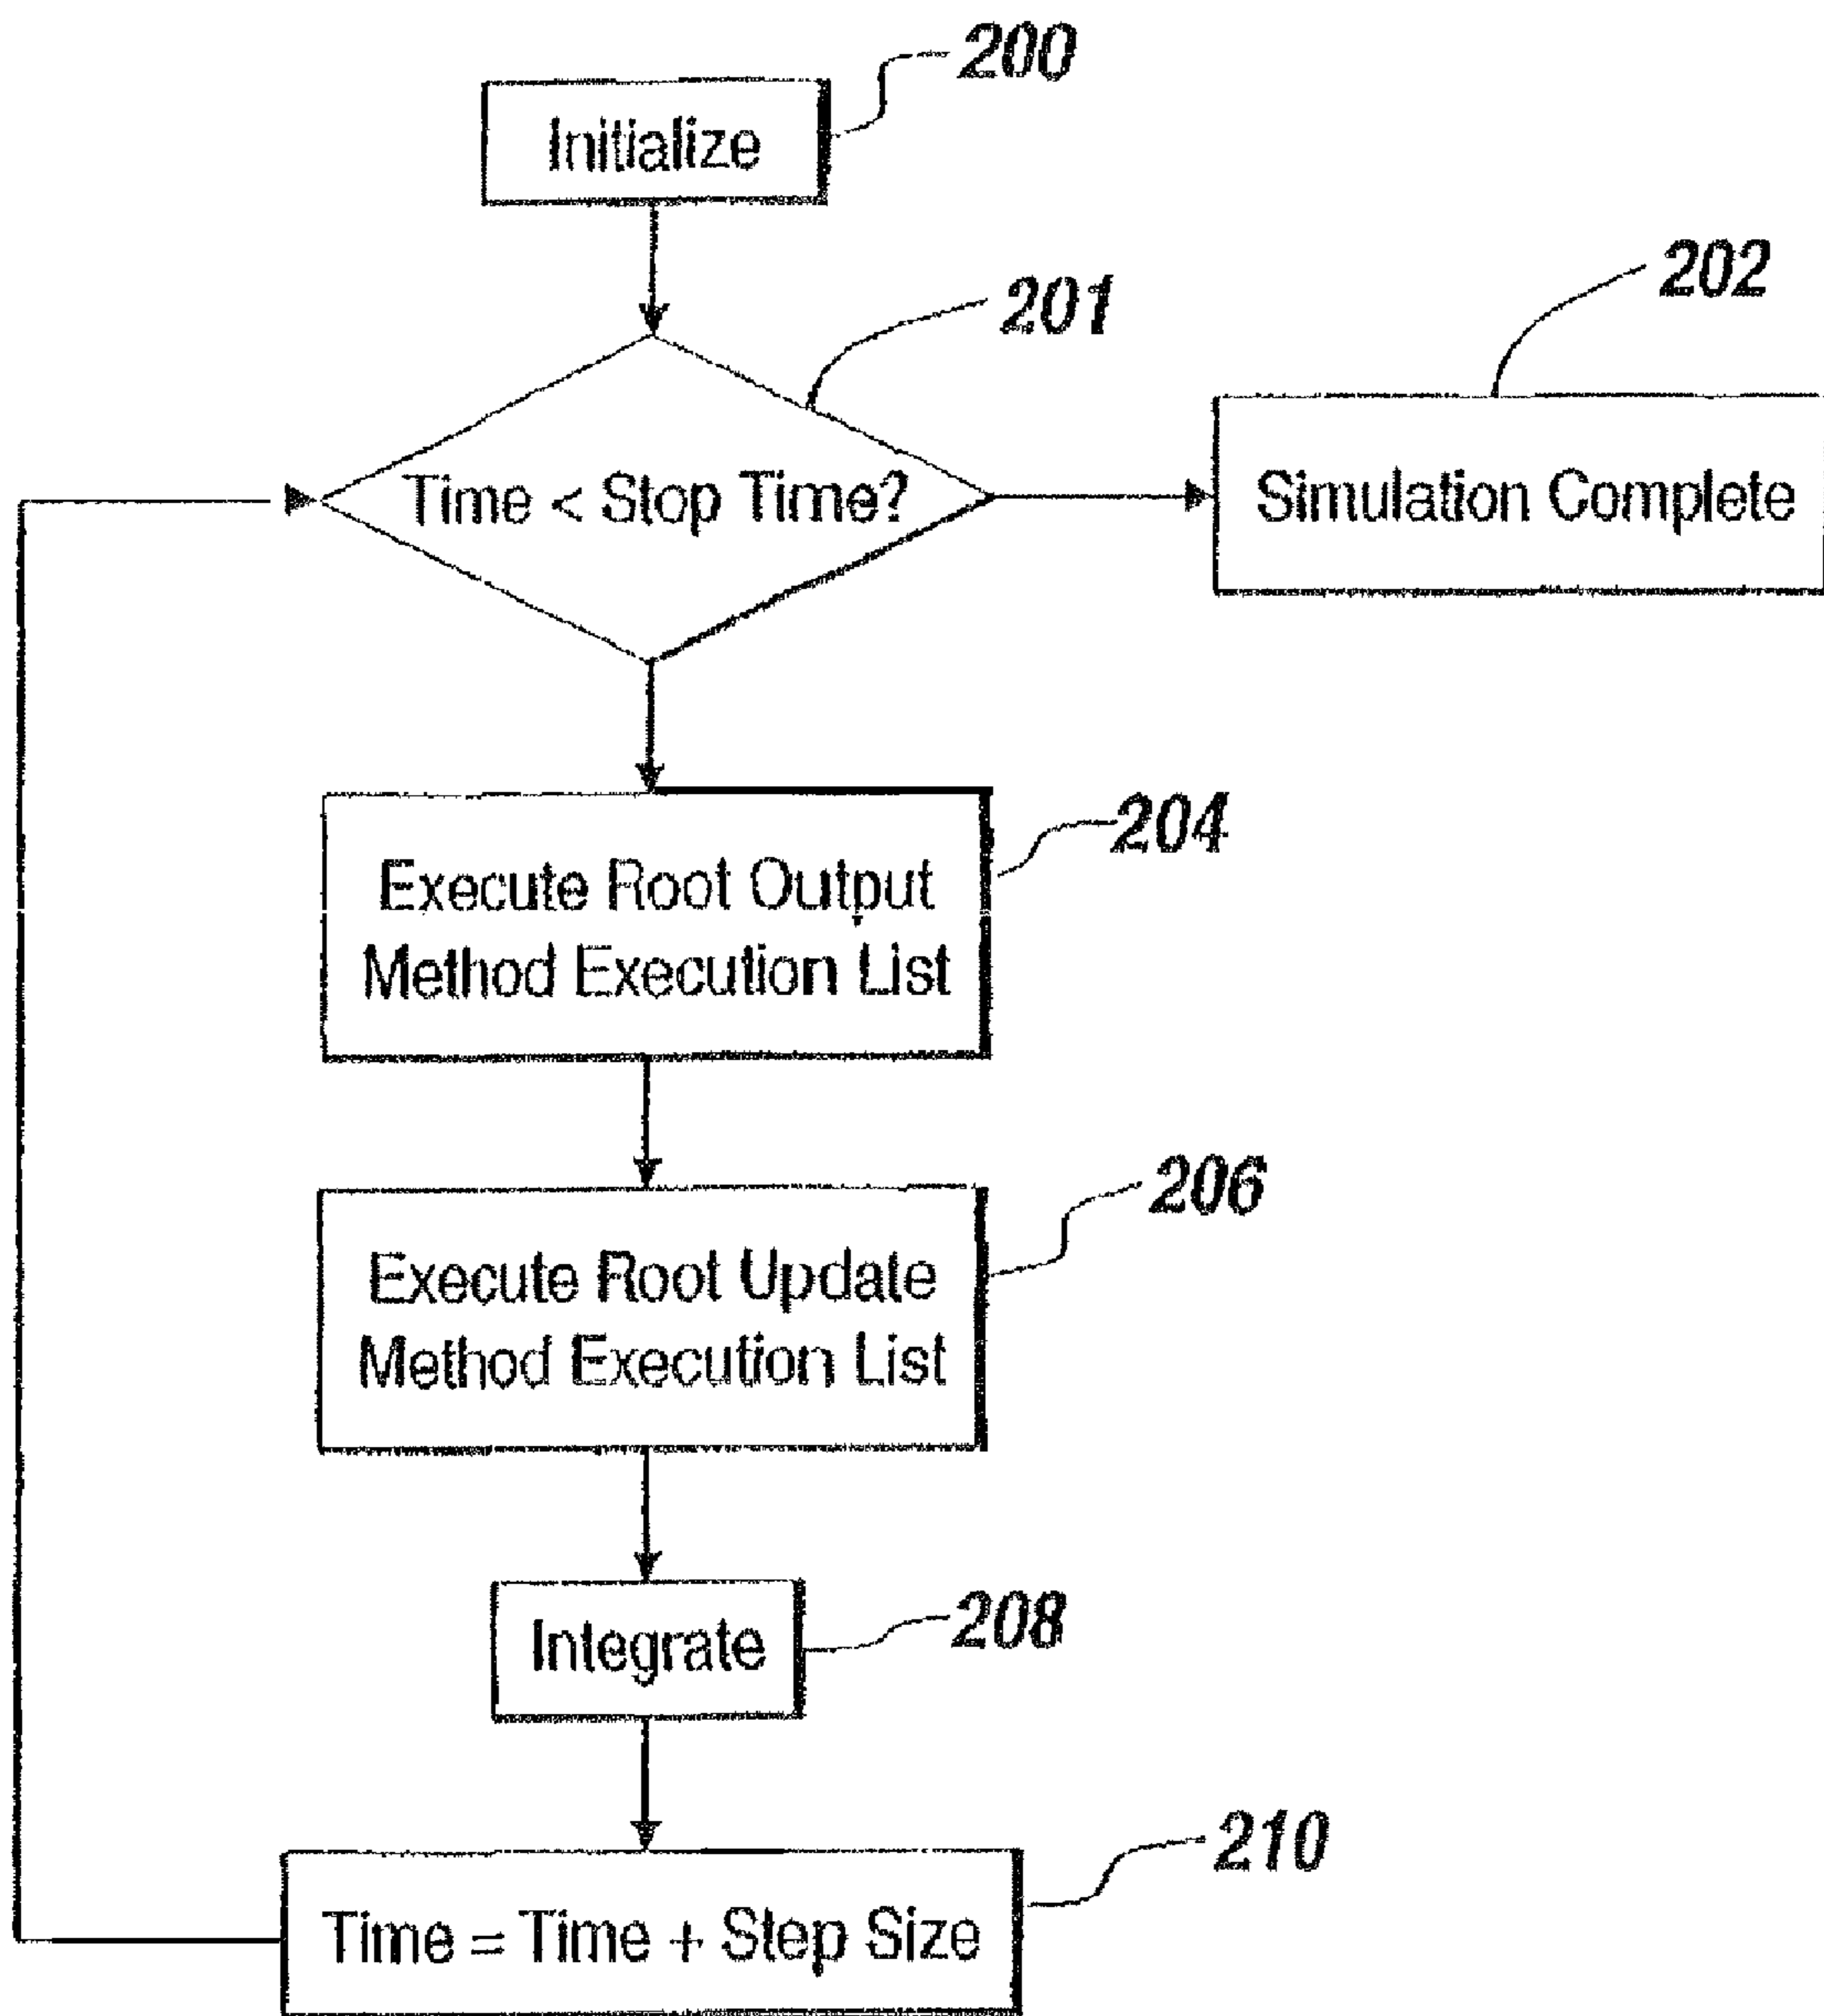 200
Initialize
201
202
Time < Stop Time?
Simulation Complete
204
Execute Root Output
Method Execution List
206
Execute Root Update
Method Execution List
208
Integrate
210
Time = Time + Step Size